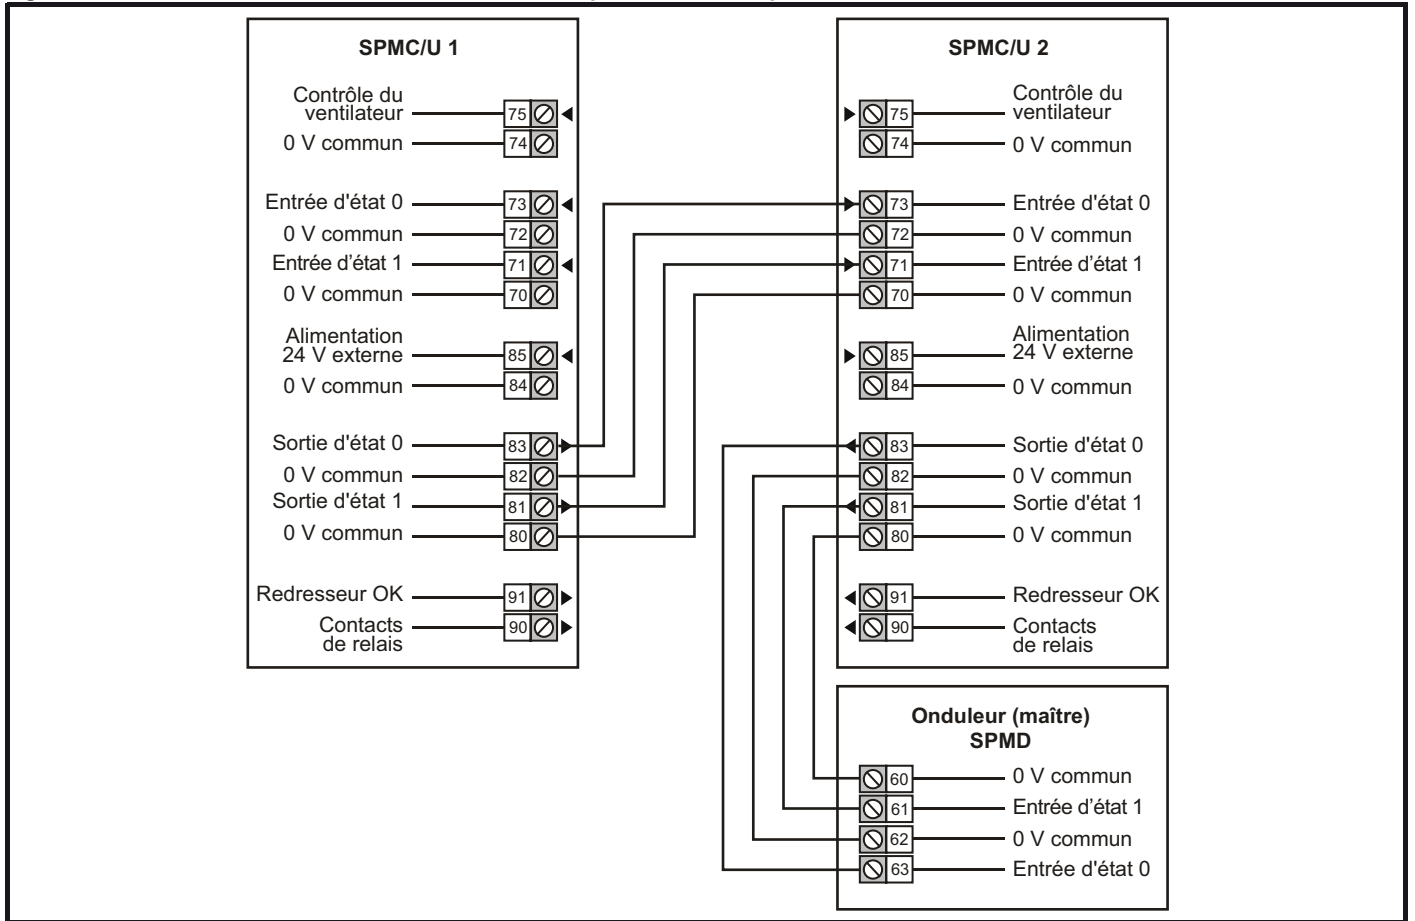 SPMC/U 1
Contrôle du
ventilateur 75
0 V commun 74
Entrée d'état 0 73
0 V commun 72
Entrée d’état 1 71
0 V commun 70
Alimentation
24 V externe 85
0 V commun 84
Sortie d'état 0 83
0 V commun 82
Sortie d'état 1 81
0 V commun 80
Redresseur OK 91
Contacts 90
de relais
SPMC/U 2
Contrôle du
75 ventilateur
74 0 V commun
73 Entrée d'état 0
72 0 V commun
71 Entrée d’état 1
70 0 V commun
Alimentation
85 24 V externe
84 0 V commun
83 Sortie d'état 0
82 0 V commun
81 Sortie d'état 1
80 0 V commun
91 Redresseur OK
90 Contacts
de relais
Onduleur (maître)
SPMD
60 0 V commun
61 Entrée d’état 1
62 0 V commun
63 Entrée d'état 0